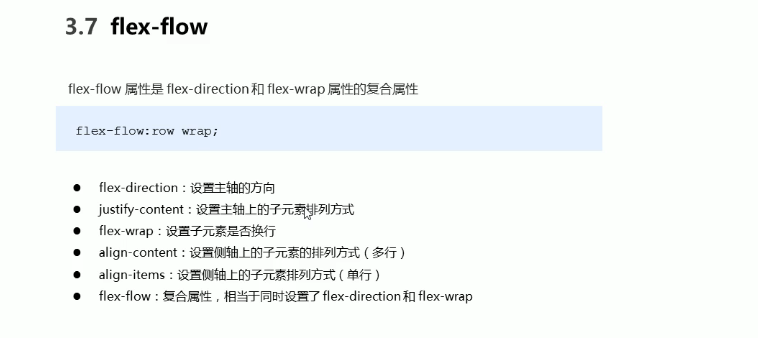 3.7 flex-flow
flex-flow 属性是 flex-direction 和 flex-wrap 属性的复合属性
flex-flow:row wrap;
● flex-direction：设置主轴的方向
● justify-content：设置主轴上的子元素排列方式
● flex-wrap：设置子元素是否换行
● align-content：设置侧轴上的子元素的排列方式（多行）
● align-items：设置侧轴上的子元素排列方式（单行）
● flex-flow：复合属性，相当于同时设置了 flex-direction 和 flex-wrap